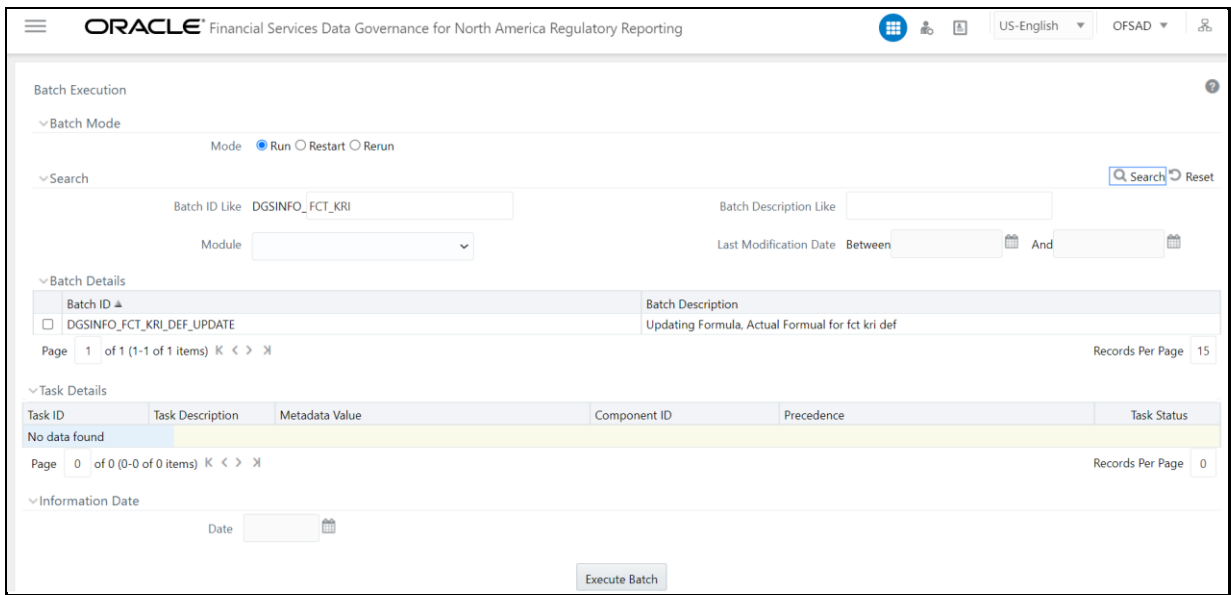 ORACLE® Financial Services Data Governance for North America Regulatory Reporting US-English OFSAD
Batch Execution
Batch Mode
Mode Run Restart Rerun
Search Search Reset
Batch ID Like DGSINFO_ FCT_KRI Batch Description Like
Module Last Modification Date Between And
Batch Details
Batch ID Batch Description
DGSINFO_FCT_KRI_DEF_UPDATE Updating Formula, Actual Formual for fct kri def
Page 1 of 1 (1-1 of 1 items) Records Per Page 15
Task Details
Task ID Task Description Metadata Value Component ID Precedence Task Status
No data found
Page 0 of 0 (0-0 of 0 items) Records Per Page 0
Information Date
Date
Execute Batch